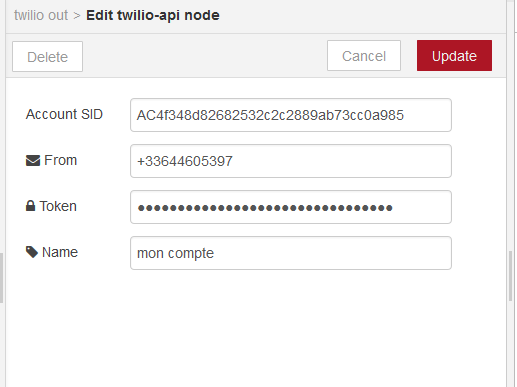 twilio out > Edit twilio-api node
Delete Cancel Update
Account SID AC4f348d82682532c2c2889ab73cc0a985
From +33644605397
Token ●●●●●●●●●●●●●●●●●●●●●●●●●●●●●●●●
Name mon compte